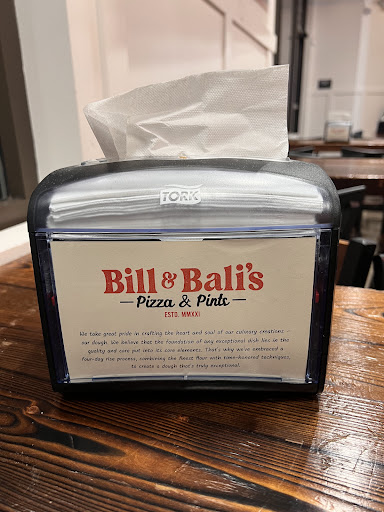 TORK
Bill & Bali's
Pizza & Pints
ESTD. MMXXI
We take great pride in crafting the heart and soul of our culinary creations –
our dough. We believe that the foundation of any exceptional dish lies in the
quality and care put into its core elements. That's why we've embraced a
four-day rise process, combining the finest flour with time-honored techniques,
to create a dough that's truly exceptional.